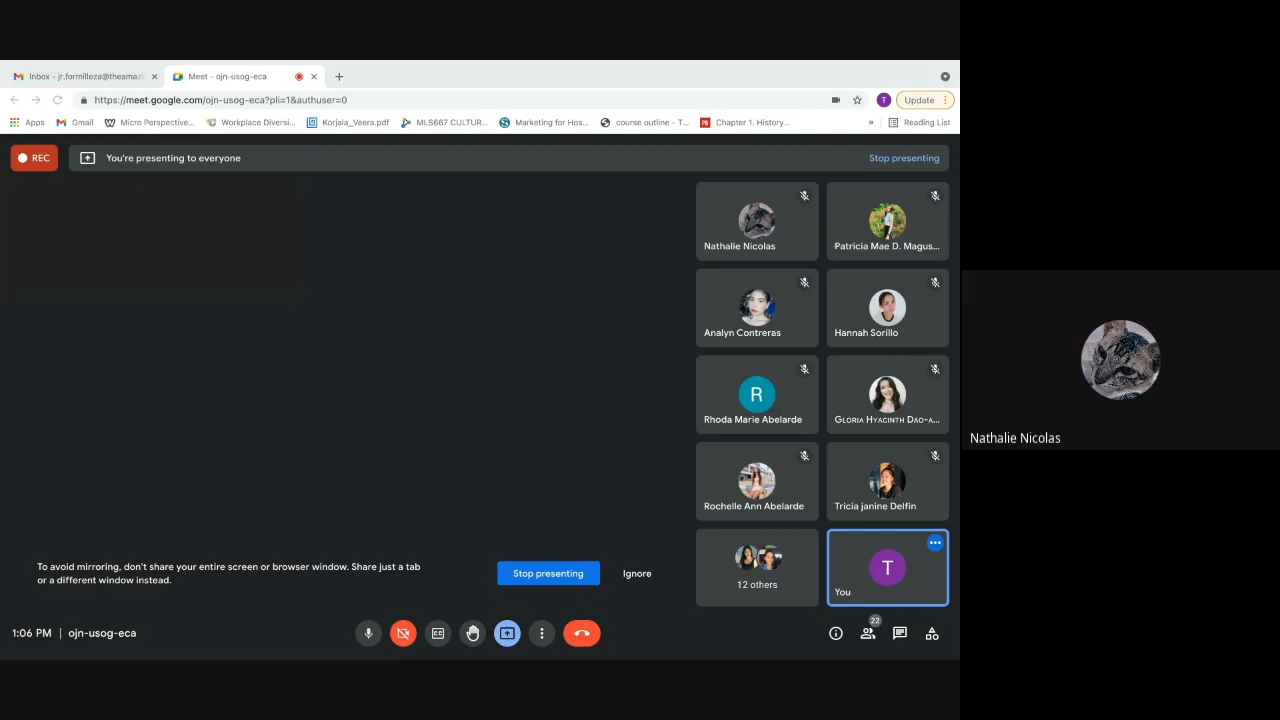 Inbox - jr.formilleza@theamazi
Meet - ojn-usog-eca
https://meet.google.com/ojn-usog-eca?pli=1&authuser=0
T
Update
Apps
Gmail
Micro Perspective...
Workplace Diversi...
Korjala_Veera.pdf
MLS667 CULTUR...
Marketing for Hos...
course outline - T...
Chapter 1. History...
»
Reading List
REC
You're presenting to everyone
Stop presenting
Nathalie Nicolas
Patricia Mae D. Magus...
Analyn Contreras
Hannah Sorillo
R
Rhoda Marie Abelarde
Gloria Hyacinth Dao-a...
Rochelle Ann Abelarde
Tricia janine Delfin
12 others
T
You
To avoid mirroring, don't share your entire screen or browser window. Share just a tab
or a different window instead.
Stop presenting
Ignore
1:06 PM | ojn-usog-eca
22
Nathalie Nicolas